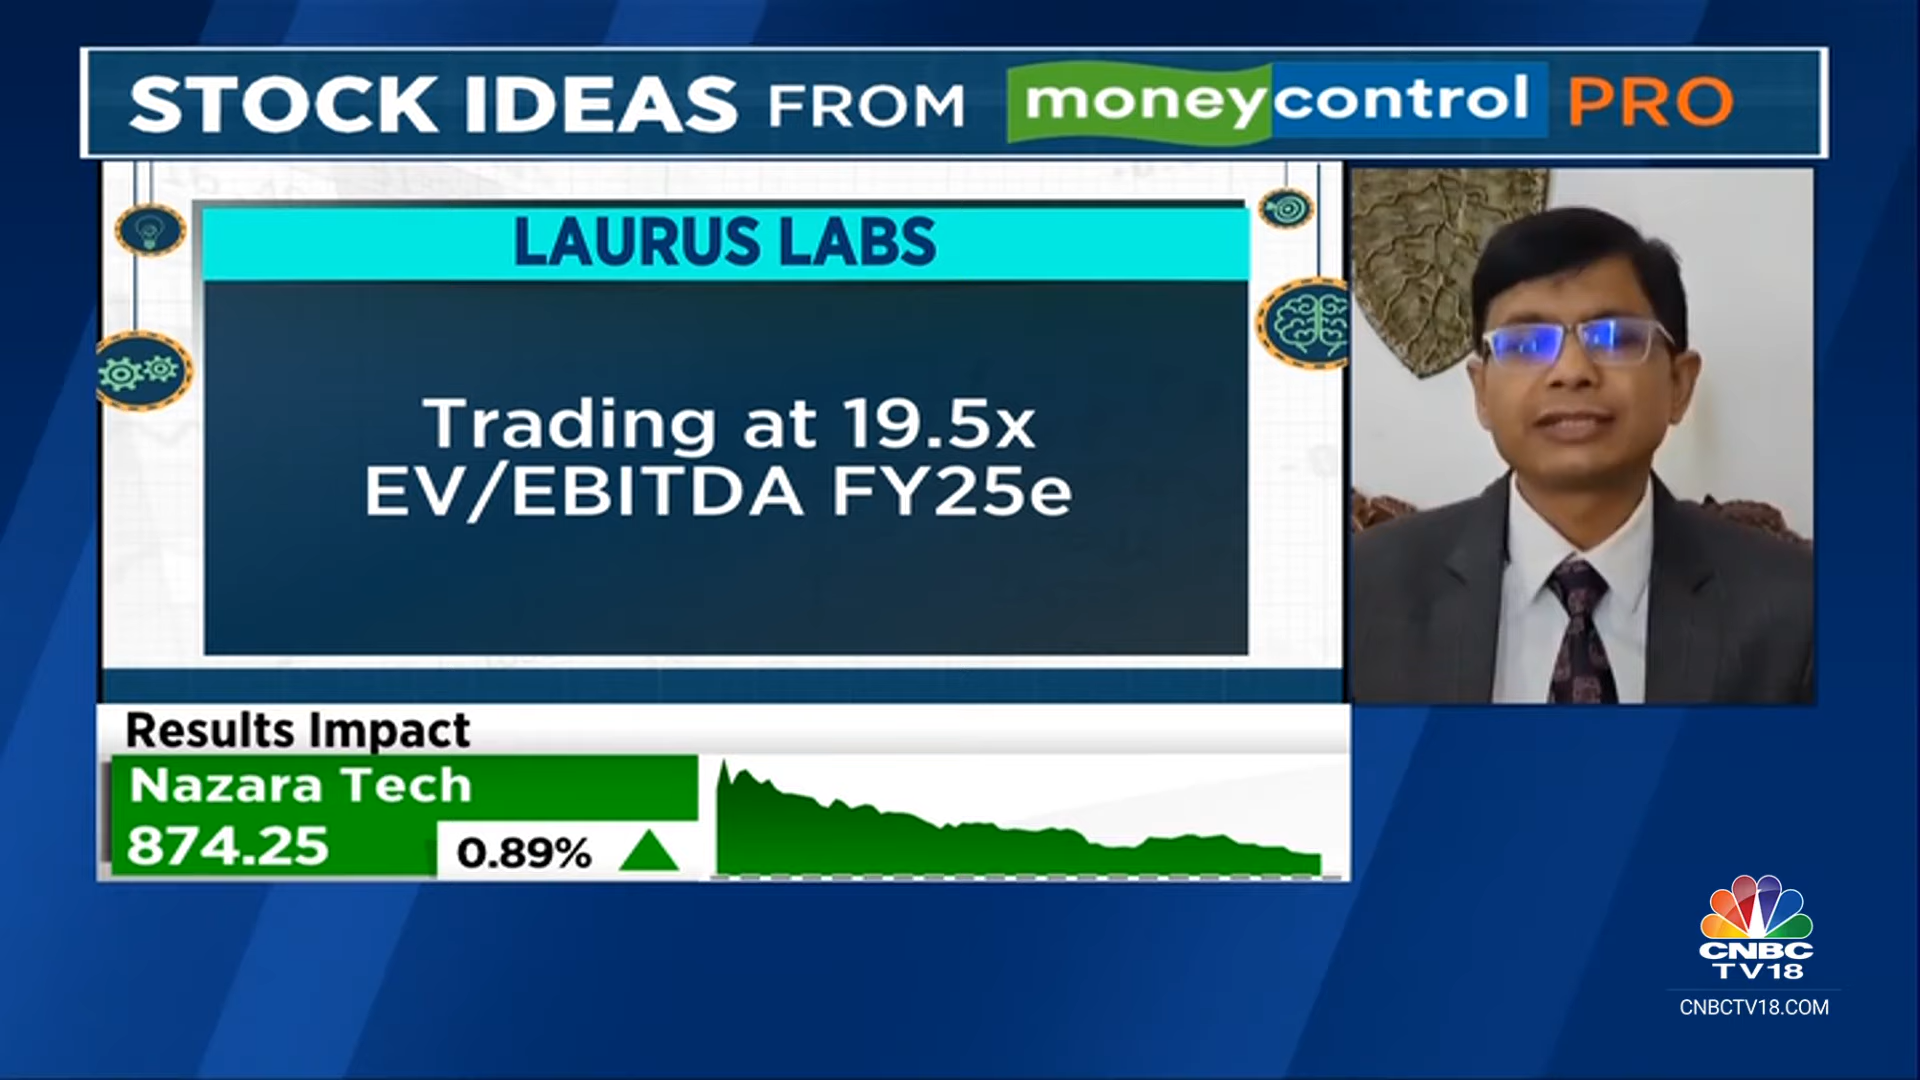 STOCK IDEAS FROM moneycontrol PRO
LAURUS LABS
Trading at 19.5x
EV/EBITDA FY25e
Results Impact
Nazara Tech
874.25
0.89%
CNBC
TV18
CNBCTV18.COM